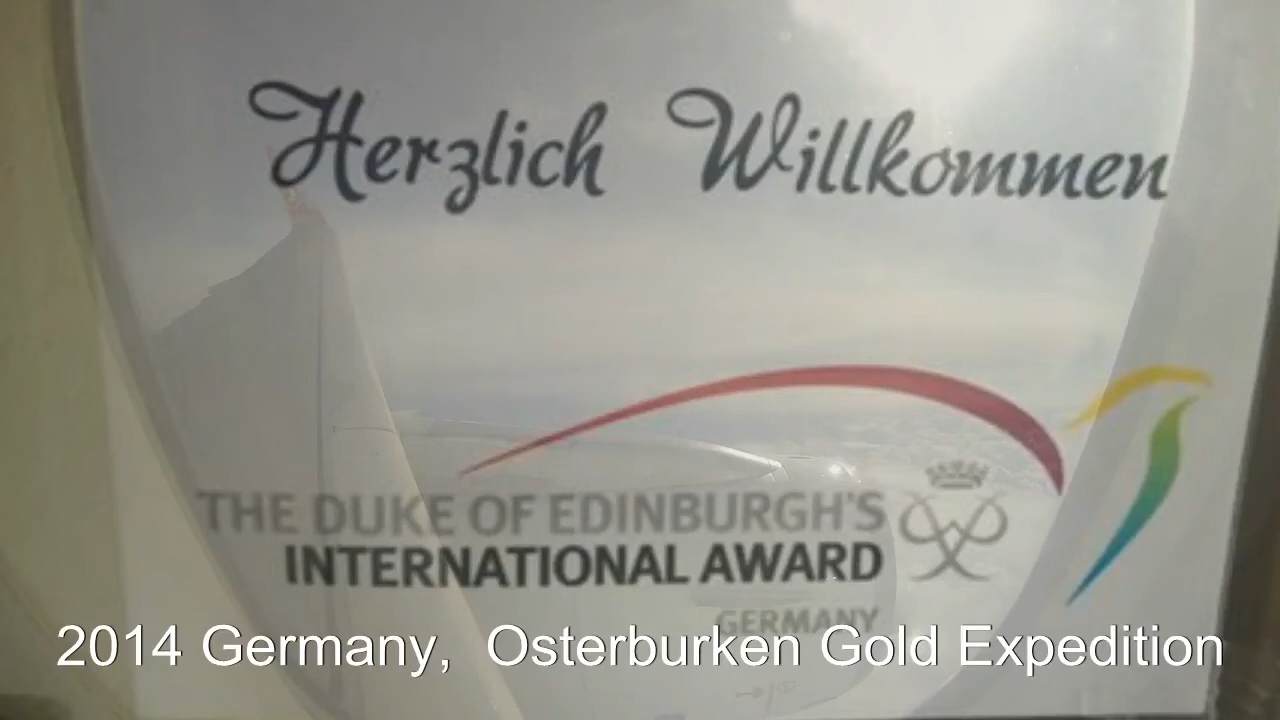 Herzlich Willkommen
THE DUKE OF EDINBURGH'S
INTERNATIONAL AWARD
GERMANY
2014 Germany, Osterburken Gold Expedition